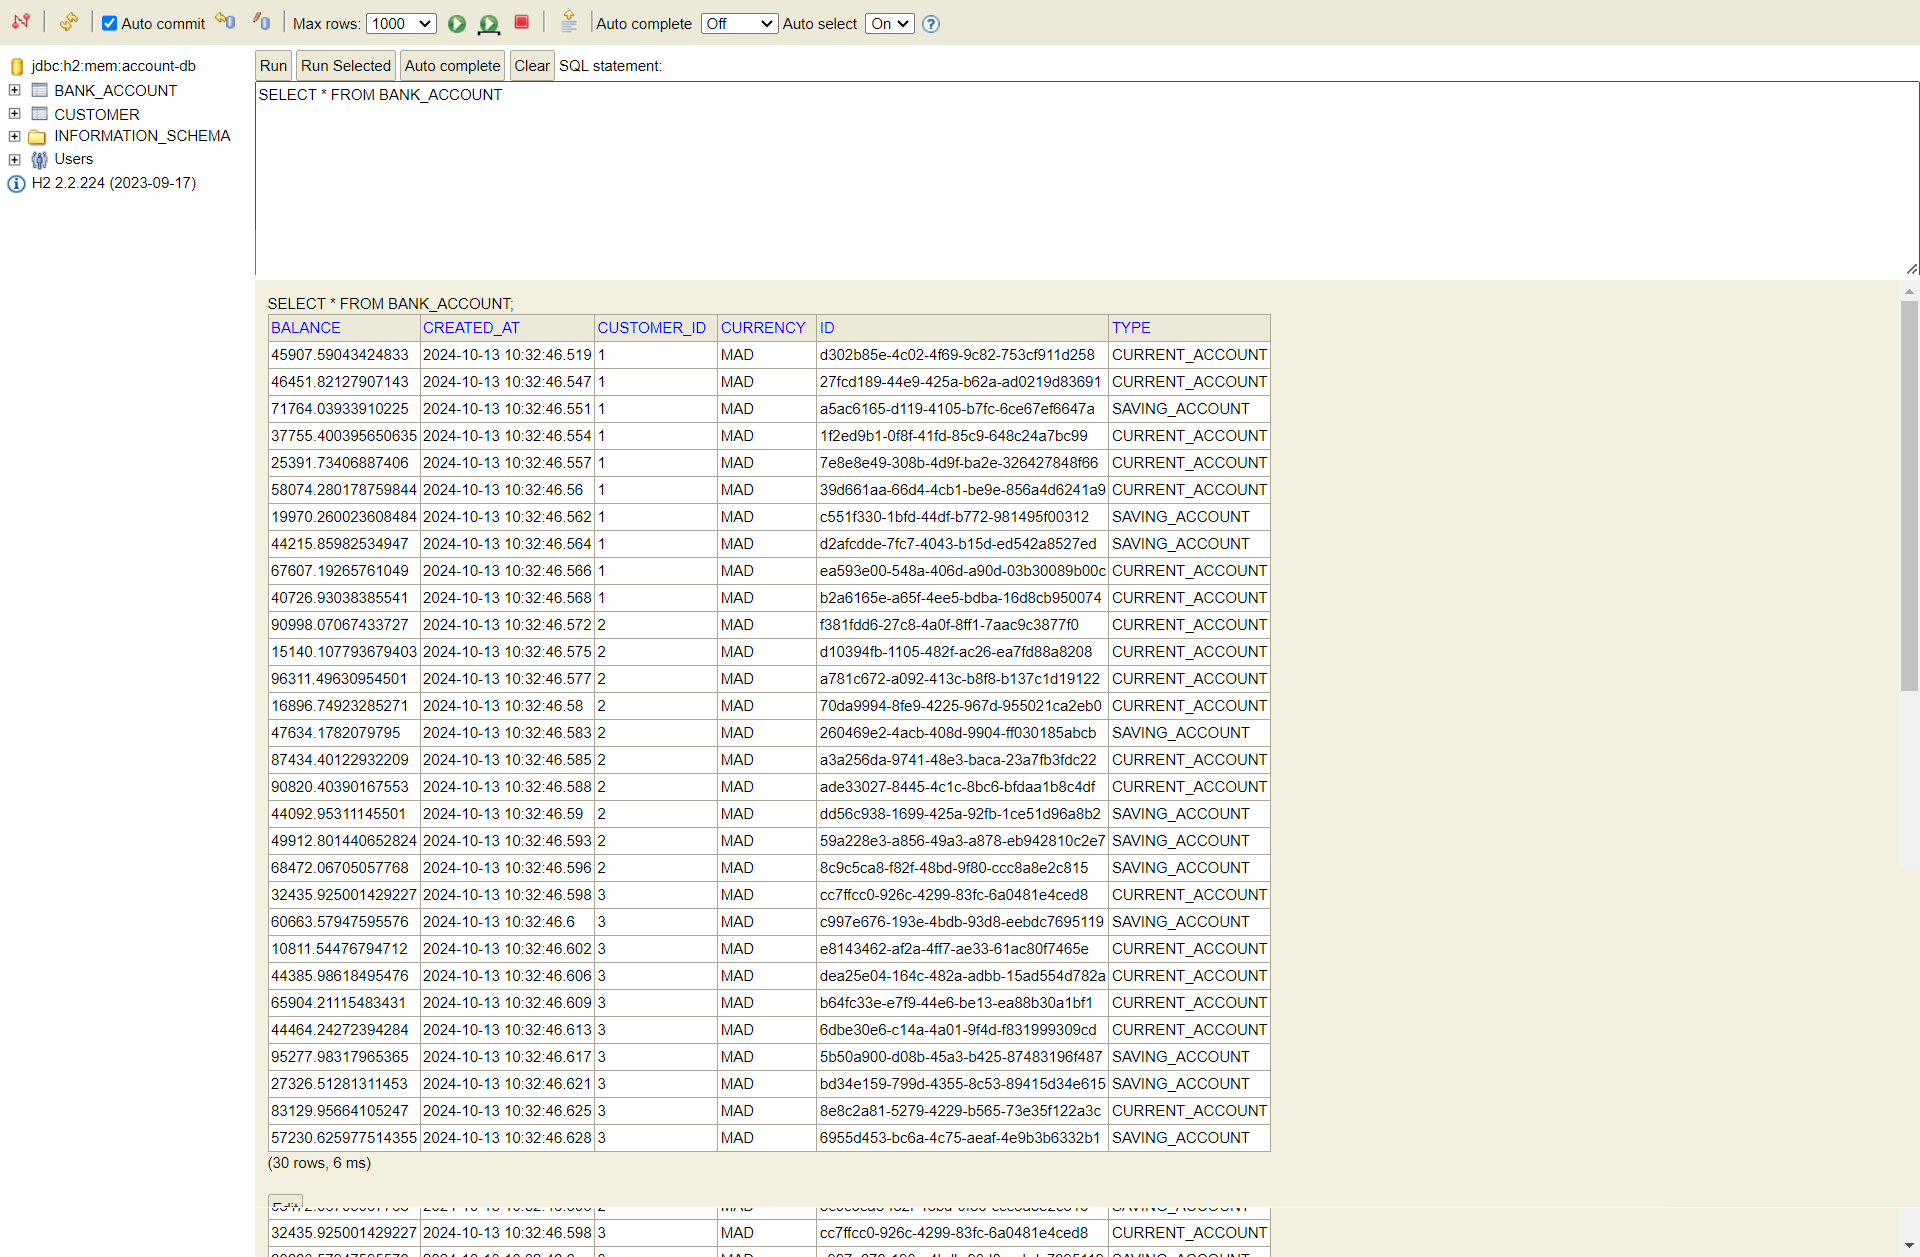 Auto commit Max rows: 1000 Auto complete Off Auto select On ?
jdbc:h2:mem:account-db
BANK_ACCOUNT
CUSTOMER
INFORMATION_SCHEMA
Users
H2 2.2.224 (2023-09-17)
Run Run Selected Auto complete Clear SQL statement:
SELECT * FROM BANK_ACCOUNT
SELECT * FROM BANK_ACCOUNT;
BALANCE CREATED_AT CUSTOMER_ID CURRENCY ID TYPE
45907.59043424833 2024-10-13 10:32:46.519 1 MAD d302b85e-4c02-4f69-9c82-753cf911d258 CURRENT_ACCOUNT
46451.82127907143 2024-10-13 10:32:46.547 1 MAD 27fcd189-44e9-425a-b62a-ad0219d83691 CURRENT_ACCOUNT
71764.03933910225 2024-10-13 10:32:46.551 1 MAD a5ac6165-d119-4105-b7fc-6ce67ef6647a SAVING_ACCOUNT
37755.400395650635 2024-10-13 10:32:46.554 1 MAD 1f2ed9b1-0f8f-41fd-85c9-648c24a7bc99 CURRENT_ACCOUNT
25391.73406887406 2024-10-13 10:32:46.557 1 MAD 7e8e8e49-308b-4d9f-ba2e-326427848f66 CURRENT_ACCOUNT
58074.280178759844 2024-10-13 10:32:46.56 1 MAD 39d661aa-66d4-4cb1-be9e-856a4d6241a9 CURRENT_ACCOUNT
19970.260023608484 2024-10-13 10:32:46.562 1 MAD c551f330-1bfd-44df-b772-981495f00312 SAVING_ACCOUNT
44215.85982534947 2024-10-13 10:32:46.564 1 MAD d2afcdde-7fc7-4043-b15d-ed542a8527ed SAVING_ACCOUNT
67607.19265761049 2024-10-13 10:32:46.566 1 MAD ea593e00-548a-406d-a90d-03b30089b00c CURRENT_ACCOUNT
40726.93038385541 2024-10-13 10:32:46.568 1 MAD b2a6165e-a65f-4ee5-bdba-16d8cb950074 CURRENT_ACCOUNT
90998.07067433727 2024-10-13 10:32:46.572 2 MAD f381fdd6-27c8-4a0f-8ff1-7aac9c3877f0 CURRENT_ACCOUNT
15140.107793679403 2024-10-13 10:32:46.575 2 MAD d10394fb-1105-482f-ac26-ea7fd88a8208 CURRENT_ACCOUNT
96311.49630954501 2024-10-13 10:32:46.577 2 MAD a781c672-a092-413c-b8f8-b137c1d19122 CURRENT_ACCOUNT
16896.74923285271 2024-10-13 10:32:46.58 2 MAD 70da9994-8fe9-4225-967d-955021ca2eb0 CURRENT_ACCOUNT
47634.1782079795 2024-10-13 10:32:46.583 2 MAD 260469e2-4acb-408d-9904-ff030185abcb SAVING_ACCOUNT
87434.40122932209 2024-10-13 10:32:46.585 2 MAD a3a256da-9741-48e3-baca-23a7fb3fdc22 CURRENT_ACCOUNT
90820.40390167553 2024-10-13 10:32:46.588 2 MAD ade33027-8445-4c1c-8bc6-bfdaa1b8c4df CURRENT_ACCOUNT
44092.95311145501 2024-10-13 10:32:46.59 2 MAD dd56c938-1699-425a-92fb-1ce51d96a8b2 SAVING_ACCOUNT
49912.801440652824 2024-10-13 10:32:46.593 2 MAD 59a228e3-a856-49a3-a878-eb942810c2e7 SAVING_ACCOUNT
68472.06705057768 2024-10-13 10:32:46.596 2 MAD 8c9c5ca8-f82f-48bd-9f80-ccc8a8e2c815 SAVING_ACCOUNT
32435.925001429227 2024-10-13 10:32:46.598 3 MAD cc7ffcc0-926c-4299-83fc-6a0481e4ced8 CURRENT_ACCOUNT
60663.57947595576 2024-10-13 10:32:46.6 3 MAD c997e676-193e-4bdb-93d8-eebdc7695119 SAVING_ACCOUNT
10811.54476794712 2024-10-13 10:32:46.602 3 MAD e8143462-af2a-4ff7-ae33-61ac80f7465e CURRENT_ACCOUNT
44385.98618495476 2024-10-13 10:32:46.606 3 MAD dea25e04-164c-482a-adbb-15ad554d782a CURRENT_ACCOUNT
65904.21115483431 2024-10-13 10:32:46.609 3 MAD b64fc33e-e7f9-44e6-be13-ea88b30a1bf1 CURRENT_ACCOUNT
44464.24272394284 2024-10-13 10:32:46.613 3 MAD 6dbe30e6-c14a-4a01-9f4d-f831999309cd CURRENT_ACCOUNT
95277.98317965365 2024-10-13 10:32:46.617 3 MAD 5b50a900-d08b-45a3-b425-87483196f487 SAVING_ACCOUNT
27326.51281311453 2024-10-13 10:32:46.621 3 MAD bd34e159-799d-4355-8c53-89415d34e615 SAVING_ACCOUNT
83129.95664105247 2024-10-13 10:32:46.625 3 MAD 8e8c2a81-5279-4229-b565-73e35f122a3c CURRENT_ACCOUNT
57230.625977514355 2024-10-13 10:32:46.628 3 MAD 6955d453-bc6a-4c75-aeaf-4e9b3b6332b1 SAVING_ACCOUNT
(30 rows, 6 ms)
Edit
32435.925001429227 2024-10-13 10:32:46.598 3 MAD cc7ffcc0-926c-4299-83fc-6a0481e4ced8 CURRENT_ACCOUNT